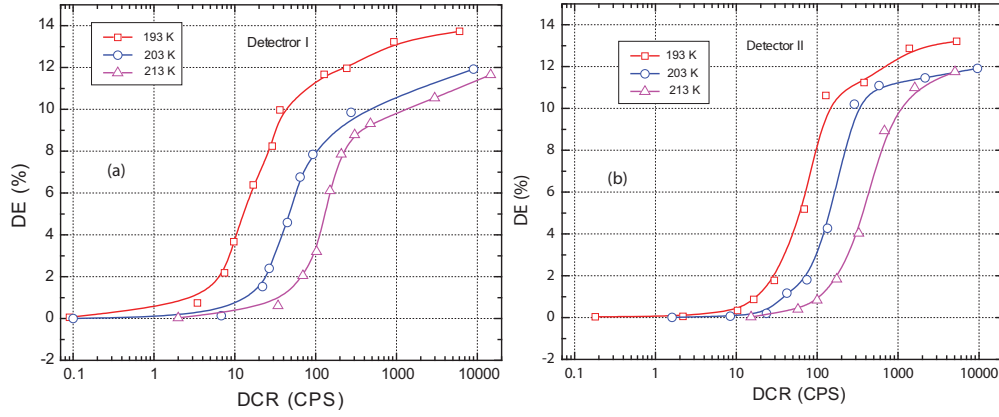 14
12
10
8
6
4
2
0
-2
DE (%)
193 K
203 K
213 K
Detectror I
(a)
0.1 1 10 100 1000 10000
DCR (CPS)
14
12
10
8
6
4
2
0
-2
DE (%)
193 K
203 K
213 K
Detector II
(b)
0.1 1 10 100 1000 10000
DCR (CPS)